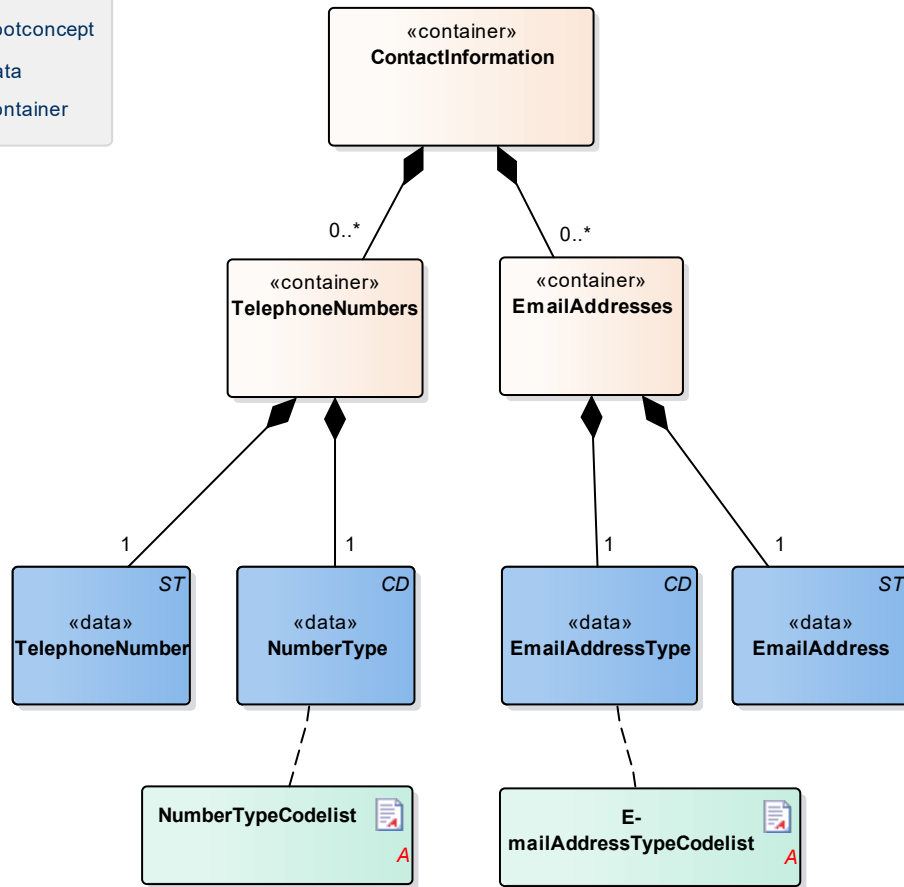 ootconcept
ata
ontainer
«container»
ContactInformation
0..*
0..*
«container»
TelephoneNumbers
«container»
EmailAddresses
1
1
1
1
ST
«data»
TelephoneNumber
CD
«data»
NumberType
CD
«data»
EmailAddressType
ST
«data»
EmailAddress
NumberTypeCodelist
A
E-
mailAddressTypeCodelist
A